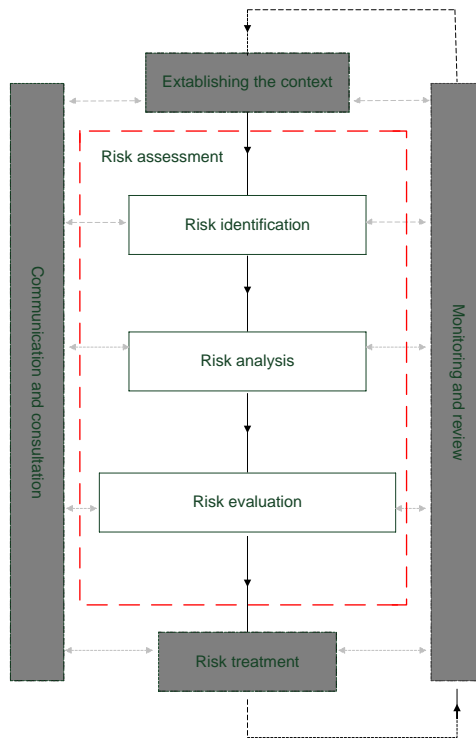 Extablishing the context
Risk assessment
Risk identification
Communication and consultation
Monitoring and review
Risk analysis
Risk evaluation
Risk treatment